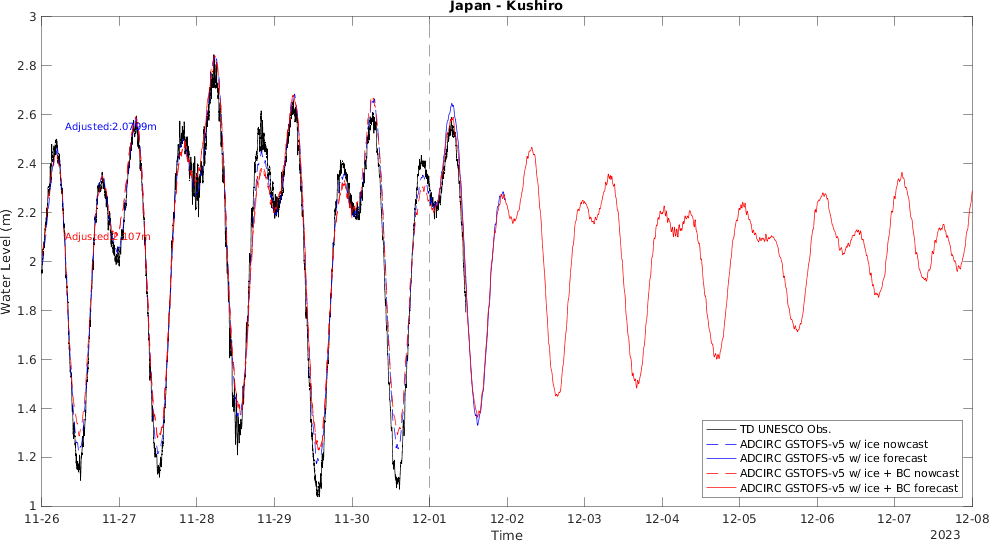 Japan - Kushiro
3
2.8
2.6
2.4
2.2
2
1.8
1.6
1.4
1.2
1
Water Level (m)
Adjusted:2.0799m
Adjusted:2.107m
TD UNESCO Obs.
ADCIRC GSTOFS-v5 w/ ice nowcast
ADCIRC GSTOFS-v5 w/ ice forecast
ADCIRC GSTOFS-v5 w/ ice + BC nowcast
ADCIRC GSTOFS-v5 w/ ice + BC forecast
11-26 11-27 11-28 11-29 11-30 12-01 12-02 12-03 12-04 12-05 12-06 12-07 12-08
Time
2023